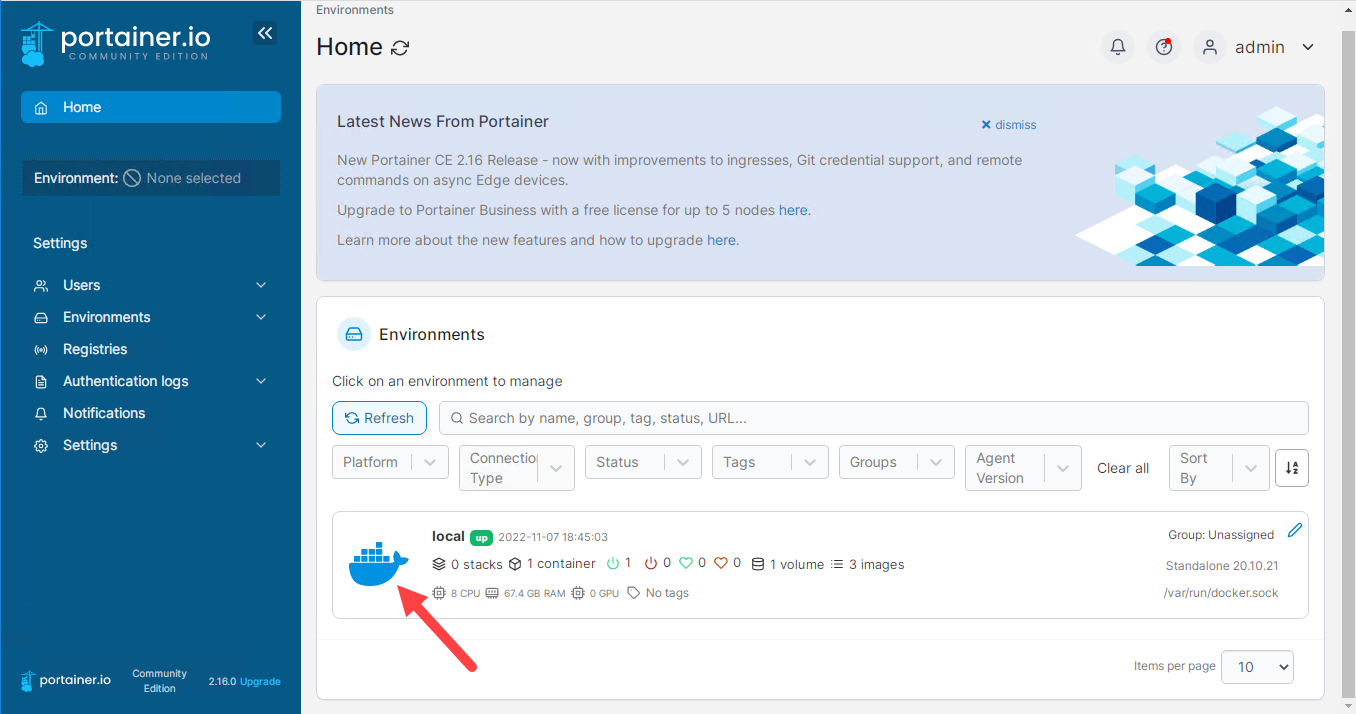 portainer.io
COMMUNITY EDITION
Home
Environment: None selected
Settings
Users
Environments
Registries
Authentication logs
Notifications
Settings
portainer.io
Community
Edition
2.16.0 Upgrade
Environments
Home
admin
Latest News From Portainer
dismiss
New Portainer CE 2.16 Release - now with improvements to ingresses, Git credential support, and remote
commands on async Edge devices.
Upgrade to Portainer Business with a free license for up to 5 nodes here.
Learn more about the new features and how to upgrade here.
Environments
Click on an environment to manage
Refresh
Search by name, group, tag, status, URL...
Platform
Connection
Type
Status
Tags
Groups
Agent
Version
Clear all
Sort
By
A
Z
local up 2022-11-07 18:45:03
Group: Unassigned
0 stacks 1 container 1 0 0 0 1 volume 3 images
Standalone 20.10.21
8 CPU 67.4 GB RAM 0 GPU No tags
/var/run/docker.sock
Items per page 10